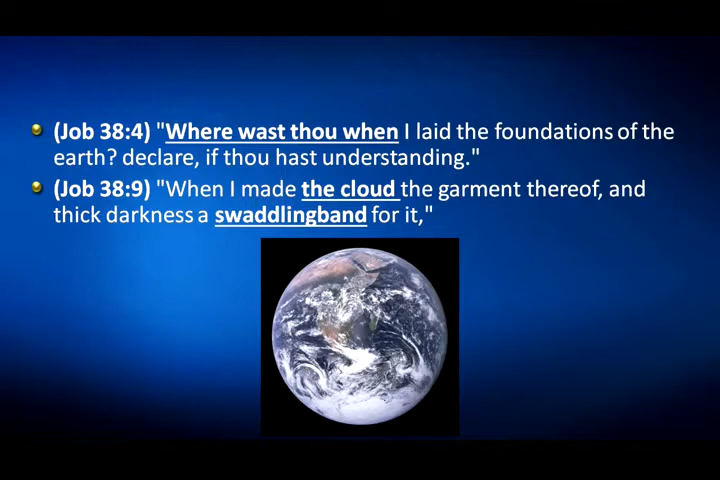 (Job 38:4) "Where wast thou when I laid the foundations of the
earth? declare, if thou hast understanding."
(Job 38:9) "When I made the cloud the garment thereof, and
thick darkness a swaddlingband for it,"